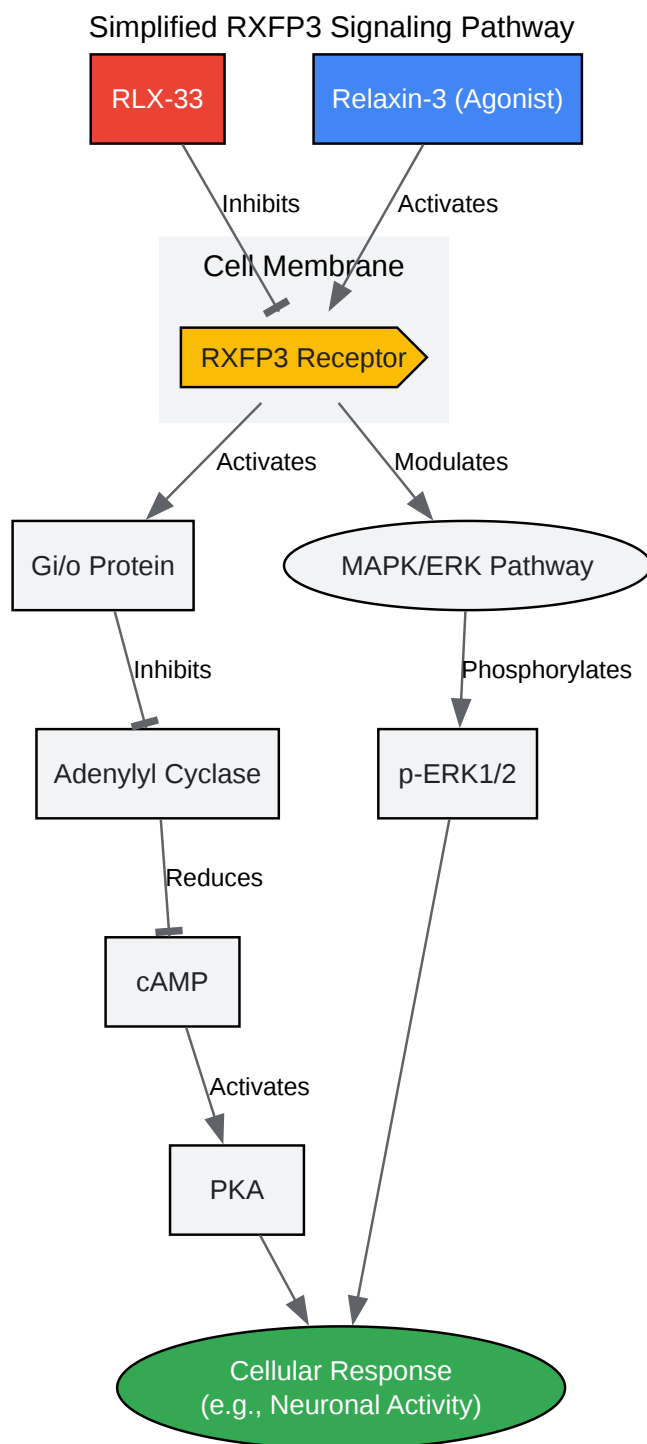 Simplified RXFP3 Signaling Pathway
RLX-33
Relaxin-3 (Agonist)
Inhibits
Activates
Cell Membrane
RXFP3 Receptor
Activates
Modulates
Gi/o Protein
MAPK/ERK Pathway
Inhibits
Phosphorylates
Adenylyl Cyclase
p-ERK1/2
Reduces
cAMP
Activates
PKA
Cellular Response
(e.g., Neuronal Activity)